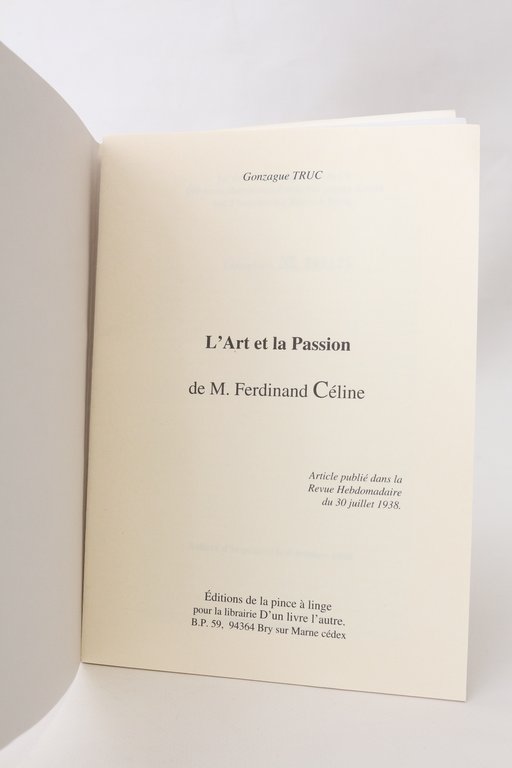 Gonzague TRUC
L'Art et la Passion
de M. Ferdinand Céline
Article publié dans la
Revue Hebdomadaire
du 30 juillet 1938.
Éditions de la pince à linge
pour la librairie D'un livre l'autre.
B.P. 59, 94364 Bry sur Marne cédex